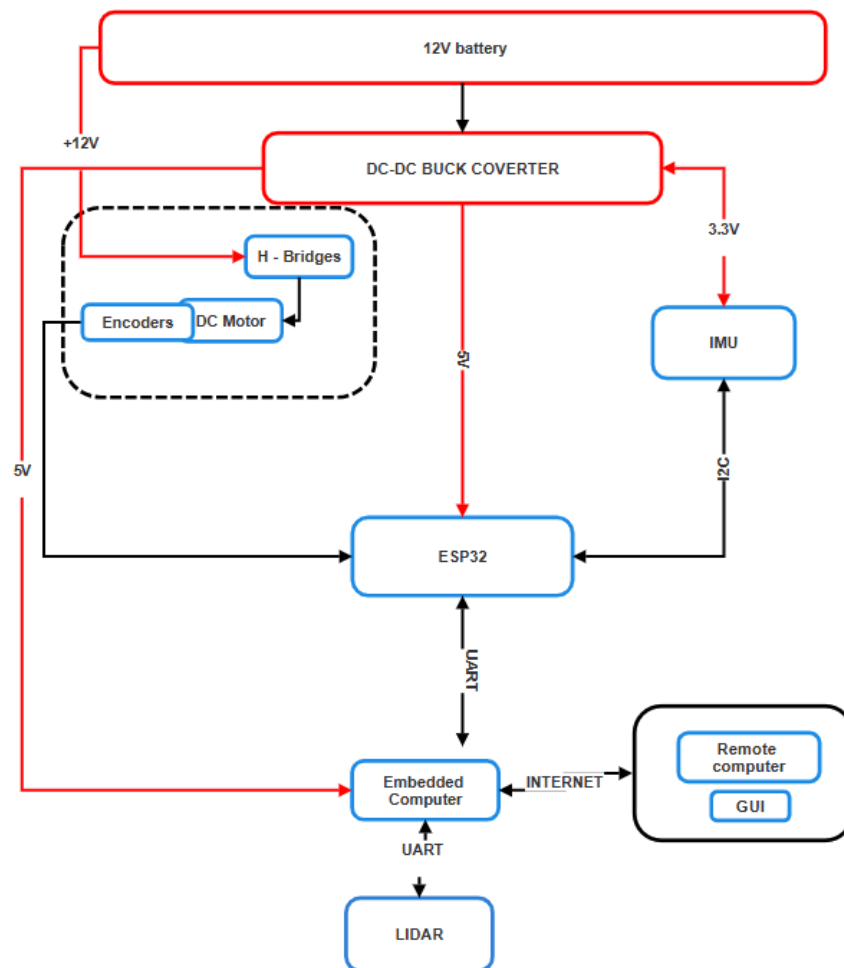 12V battery
+12V
DC-DC BUCK COVERTER
3.3V
H - Bridges
Encoders
DC Motor
IMU
5V
5V
I2C
ESP32
UART
Remote
computer
Embedded
Computer
INTERNET
GUI
UART
LIDAR